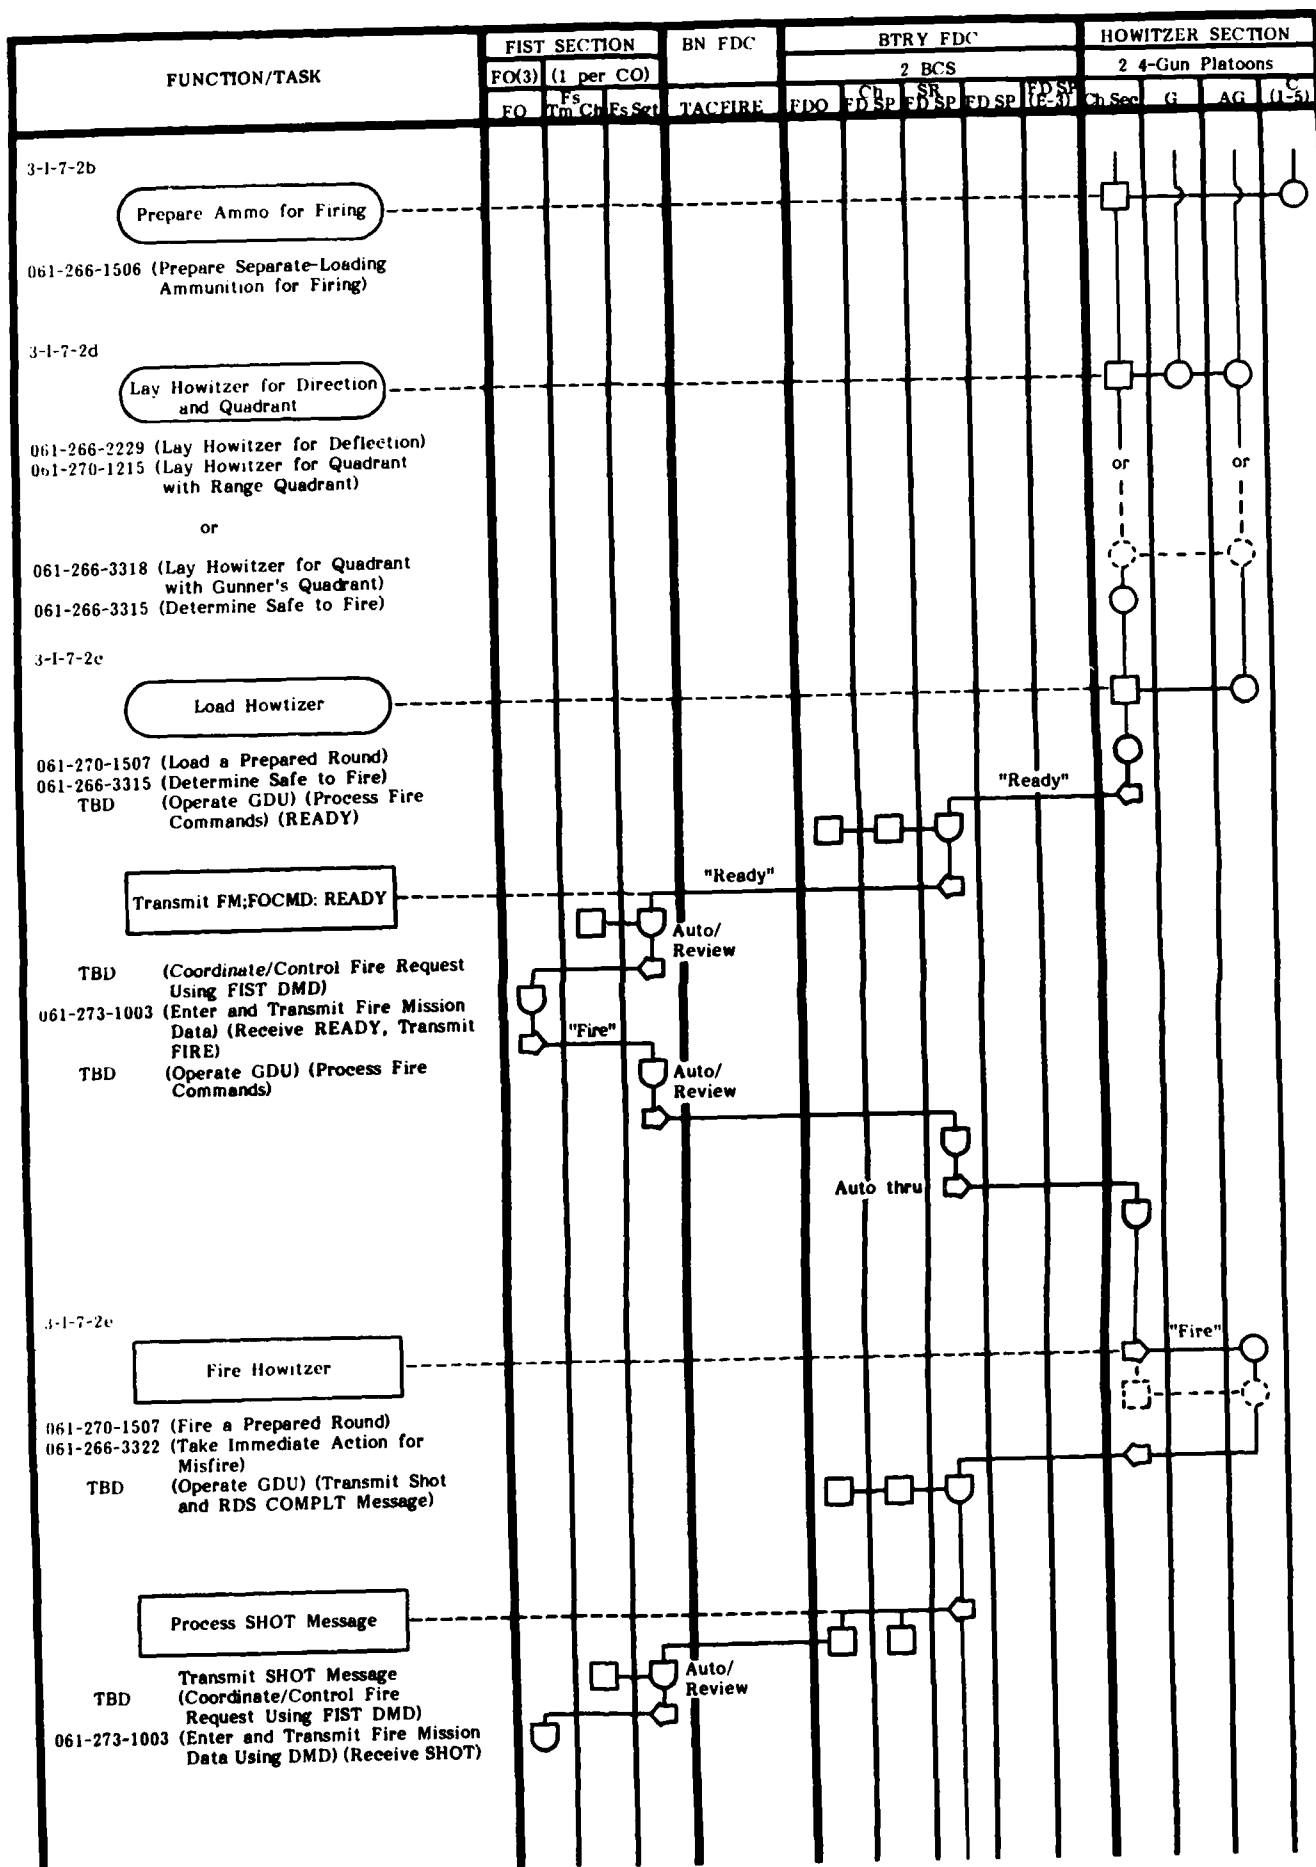 FUNCTION/TASK
FIST SECTION
BN FDC
BTRY FDC
HOWITZER SECTION
FO(3)
(1 per CO)
2 BCS
2 4-Gun Platoons
FO
Fs
Tm Ch
Fs Sgt
TACFIRE
FDO
Ch
FD SP
SR
FD SP
FD SP
FD SP
(E-3)
Ch Sec
G
AG
C
(1-5)
3-I-7-2b
Prepare Ammo for Firing
061-266-1506 (Prepare Separate-Loading
Ammunition for Firing)
3-I-7-2d
Lay Howitzer for Direction
and Quadrant
061-266-2229 (Lay Howitzer for Deflection)
061-270-1215 (Lay Howitzer for Quadrant
with Range Quadrant)
or
or
or
061-266-3318 (Lay Howitzer for Quadrant
with Gunner's Quadrant)
061-266-3315 (Determine Safe to Fire)
3-I-7-2e
Load Howtizer
061-270-1507 (Load a Prepared Round)
061-266-3315 (Determine Safe to Fire)
TBD (Operate GDU) (Process Fire
Commands) (READY)
"Ready"
Transmit FM;FOCMD: READY
"Ready"
Auto/
Review
TBD (Coordinate/Control Fire Request
Using FIST DMD)
061-273-1003 (Enter and Transmit Fire Mission
Data) (Receive READY, Transmit
FIRE)
"Fire"
TBD (Operate GDU) (Process Fire
Commands)
Auto/
Review
Auto thru
3-I-7-2e
Fire Howitzer
"Fire"
061-270-1507 (Fire a Prepared Round)
061-266-3322 (Take Immediate Action for
Misfire)
TBD (Operate GDU) (Transmit Shot
and RDS COMPLT Message)
Process SHOT Message
Transmit SHOT Message
TBD (Coordinate/Control Fire
Request Using FIST DMD)
Auto/
Review
061-273-1003 (Enter and Transmit Fire Mission
Data Using DMD) (Receive SHOT)